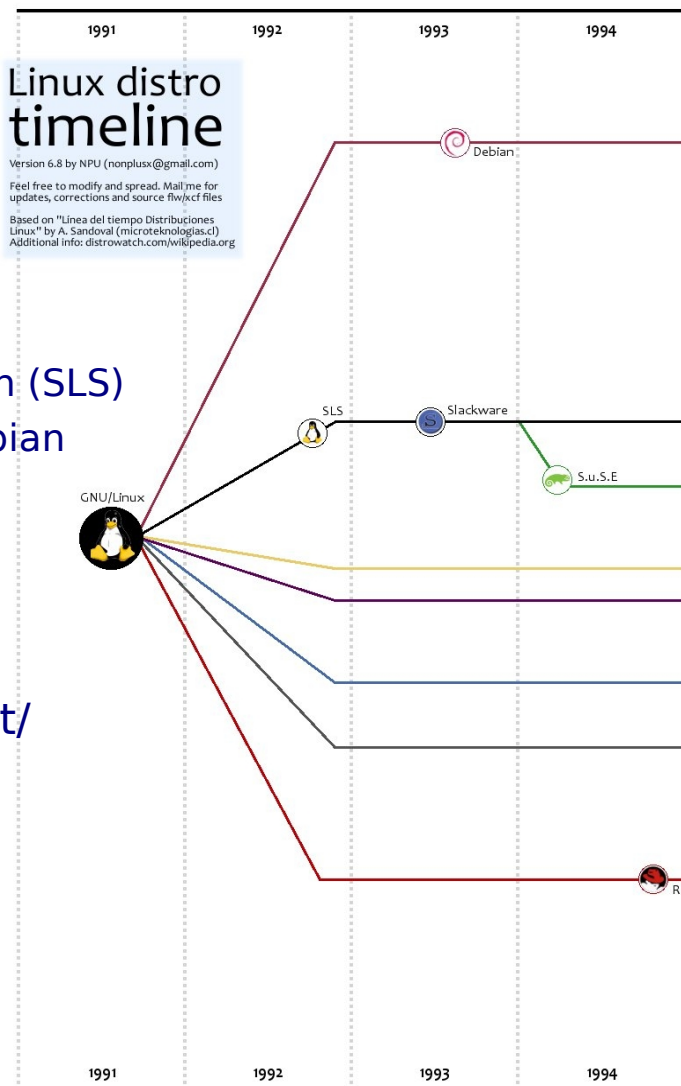 1991 1992 1993 1994
Linux distro
timeline
Version 6.8 by NPU (nonplusx@gmail.com)
Feel free to modify and spread. Mail me for
updates, corrections and source flw/xcf files
Based on "Linea del tiempo Distribuciones
Linux" by A. Sandoval (microteknologias.cl)
Additional info: distrowatch.com/wikipedia.org
Debian
(SLS)
SLS
Slackware
bian
S.u.S.E
GNU/Linux
t/
R
1991 1992 1993 1994